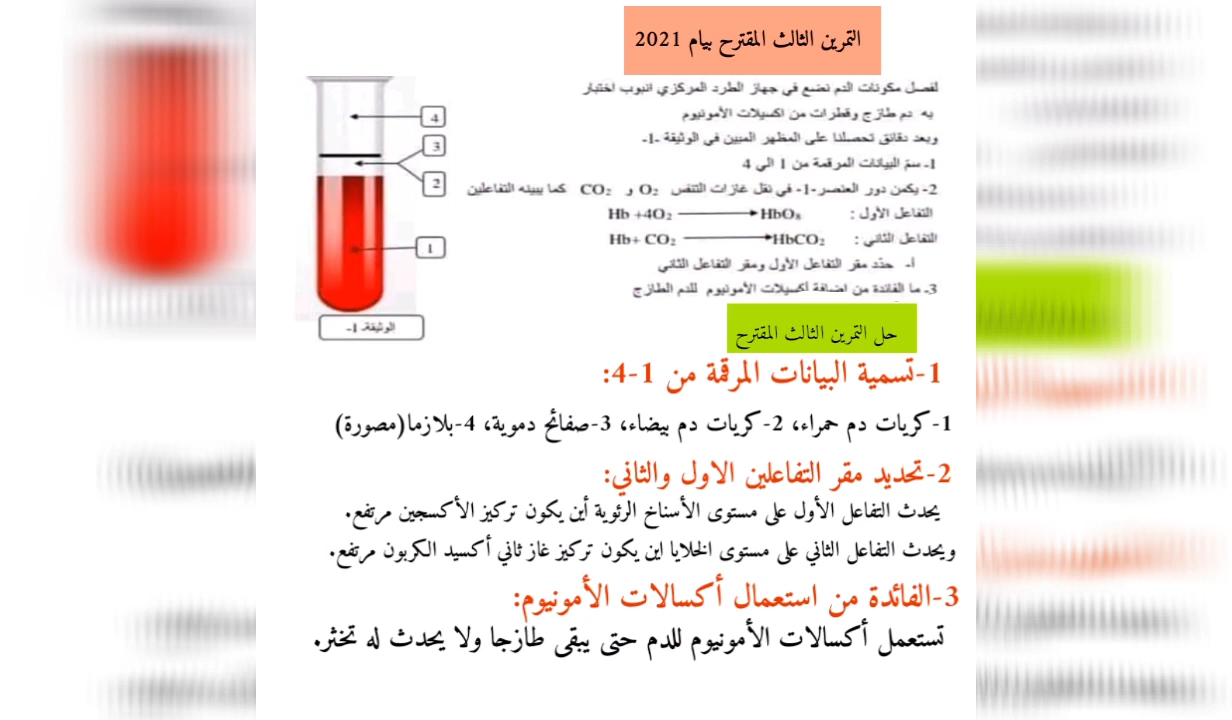 التمرين الثالث المقترح بيام 2021
لفصل مكونات الدم نضع في جهاز الطرد المركزي انبوب اختبار
به دم طازج وقطرات من اكسيلات الأمونيوم
وبعد دقائق تحصلنا على المظهر المبين في الوثيقة -1-
1- سمّ البيانات المرقمة من 1 الى 4
2- يكمن دور العنصر-1- في نقل غازات التنفس O₂ و CO₂ كما يبينه التفاعلين
التفاعل الأول : Hb +4O₂ → HbO₈
التفاعل الثاني : Hb+ CO₂ → HbCO₂
أ- حدّد مقر التفاعل الأول ومقر التفاعل الثاني
3- ما الفائدة من اضافة أكسيلات الأمونيوم للدم الطازج
4
3
2
1
الوثيقة-1-
حل التمرين الثالث المقترح
1-تسمية البيانات المرقمة من 1-4:
1-كريات دم حمراء، 2-كريات دم بيضاء، 3-صفائح دموية، 4-بلازما(مصورة)
2-تحديد مقر التفاعلين الاول والثاني:
يحدث التفاعل الأول على مستوى الأسناخ الرئوية أين يكون تركيز الأكسجين مرتفع.
ويحدث التفاعل الثاني على مستوى الخلايا اين يكون تركيز غاز ثاني أكسيد الكربون مرتفع.
3-الفائدة من استعمال أكسالات الأمونيوم:
تستعمل أكسالات الأمونيوم للدم حتى يبقى طازجا ولا يحدث له تخثر.